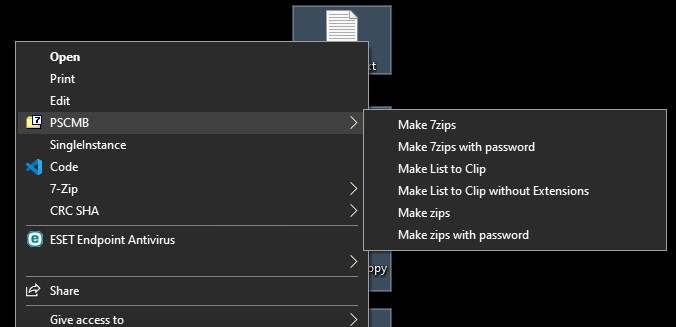 xt
Open
Print
Edit
PSCMB
SingleInstance
Code
7-Zip
CRC SHA
ESET Endpoint Antivirus
Share
Give access to
Make 7zips
Make 7zips with password
Make List to Clip
Make List to Clip without Extensions
Make zips
Make zips with password
opy